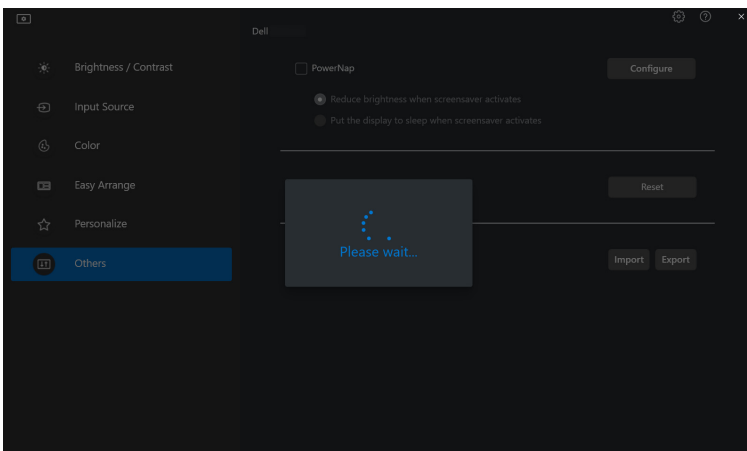 Dell
Brightness / Contrast
Input Source
Color
Easy Arrange
Personalize
Others
PowerNap
Configure
Reduce brightness when screensaver activates
Put the display to sleep when screensaver activates
Reset
Please wait...
Import
Export